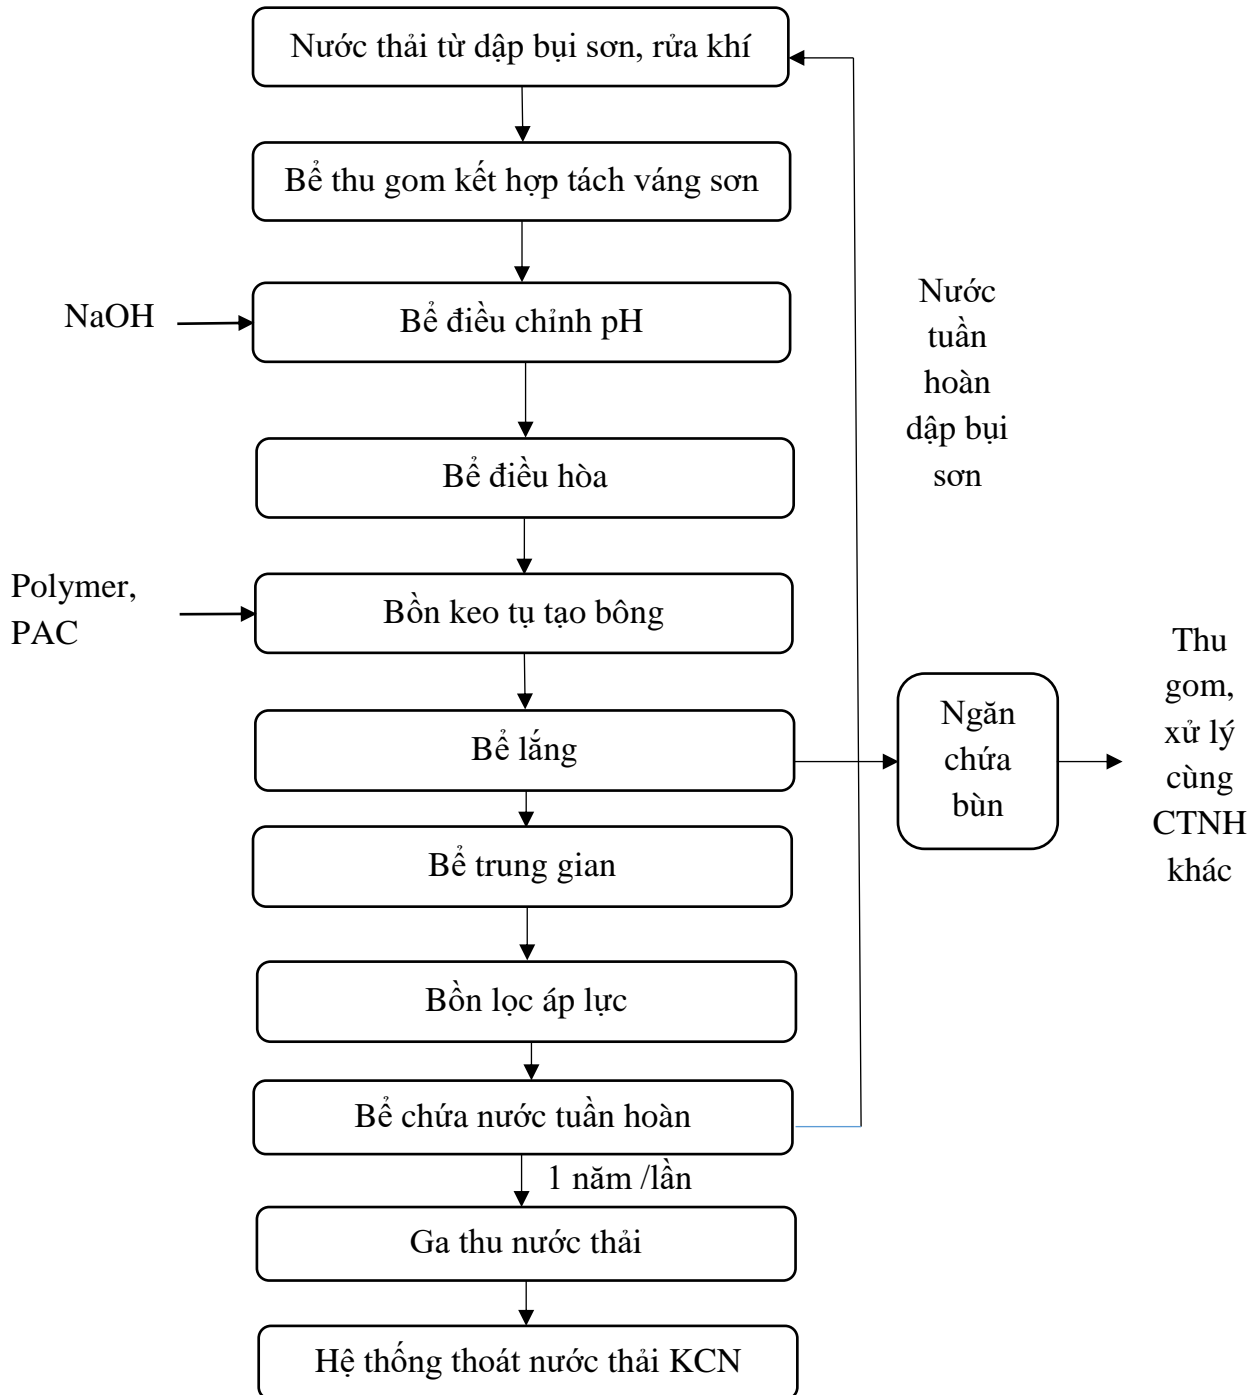 Nước thải từ dập bụi sơn, rửa khí
Bể thu gom kết hợp tách váng sơn
NaOH
Bể điều chỉnh pH
Nước
tuần
hoàn
dập bụi
sơn
Bể điều hòa
Polymer,
PAC
Bồn keo tụ tạo bông
Bể lắng
Ngăn
chứa
bùn
Thu
gom,
xử lý
cùng
CTNH
khác
Bể trung gian
Bồn lọc áp lực
Bể chứa nước tuần hoàn
1 năm /lần
Ga thu nước thải
Hệ thống thoát nước thải KCN